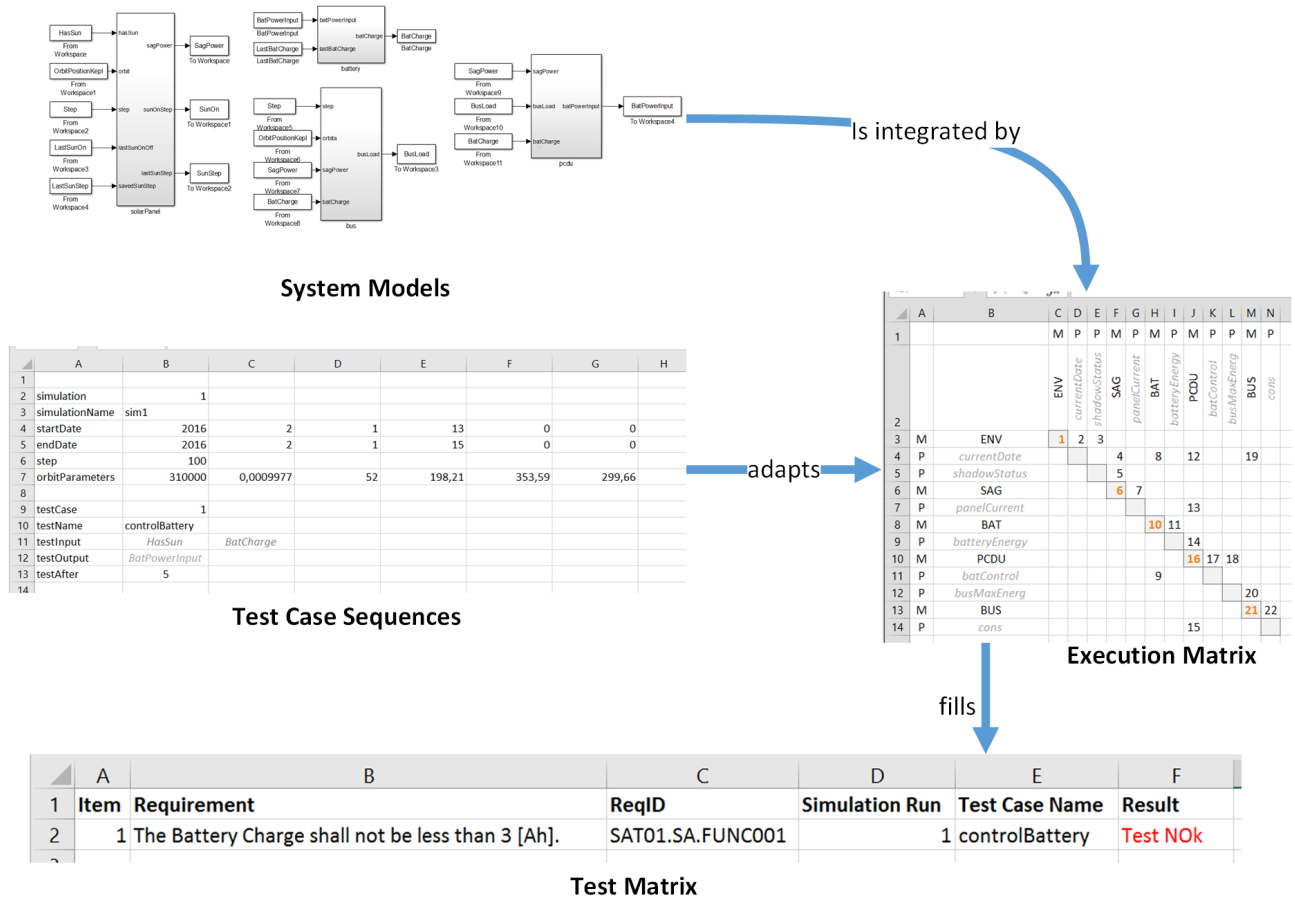 HasSun
From
Workspace
OrbitPositionKepl
From
Workspace1
Step
From
Workspace2
LastSunOn
From
Workspace3
LastSunStep
From
Workspace4
hasSun
orbit
step
lastSunOnOff
savedSunStep
sagPower
sunOnStep
lastSunStep
solarPanel
SagPower
To Workspace
SunOn
To Workspace1
SunStep
To Workspace2
BatPowerInput
BatPowerInput
LastBatCharge
LastBatCharge
batPowerInput
lastBatCharge
batCharge
battery
BatCharge
BatCharge
Step
From
Workspace5
OrbitPositionKepl
From
Workspace6
SagPower
From
Workspace7
BatCharge
From
Workspace8
step
orbita
sagPower
batCharge
busLoad
bus
BusLoad
To Workspace3
SagPower
From
Workspace9
BusLoad
From
Workspace10
BatCharge
From
Workspace11
sagPower
busLoad
batCharge
batPowerInput
pcdu
BatPowerInput
To Workspace4
Is integrated by
System Models
A B C D E F G H
1
2 simulation 1
3 simulationName sim1
4 startDate 2016 2 1 13 0 0
5 endDate 2016 2 1 15 0 0
6 step 100
7 orbitParameters 310000 0,0009977 52 198,21 353,59 299,66
8
9 testCase 1
10 testName controlBattery
11 testInput HasSun BatCharge
12 testOutput BatPowerInput
13 testAfter 5
14
Test Case Sequences
adapts
A B C D E F G H I J K L M N
1 M P P M P M P M P P M P
2 ENV currentDate shadowStatus SAG panelCurrent BAT batteryEnergy PCDU batControl busMaxEnerg BUS cons
3 M ENV 1 2 3
4 P currentDate 4 8 12 19
5 P shadowStatus 5
6 M SAG 6 7
7 P panelCurrent 13
8 M BAT 10 11
9 P batteryEnergy 14
10 M PCDU 16 17 18
11 P batControl 9
12 P busMaxEnerg 20
13 M BUS 21 22
14 P cons 15
Execution Matrix
fills
A B C D E F
1 Item Requirement ReqID Simulation Run Test Case Name Result
2 1 The Battery Charge shall not be less than 3 [Ah]. SAT01.SA.FUNC001 1 controlBattery Test NOk
Test Matrix